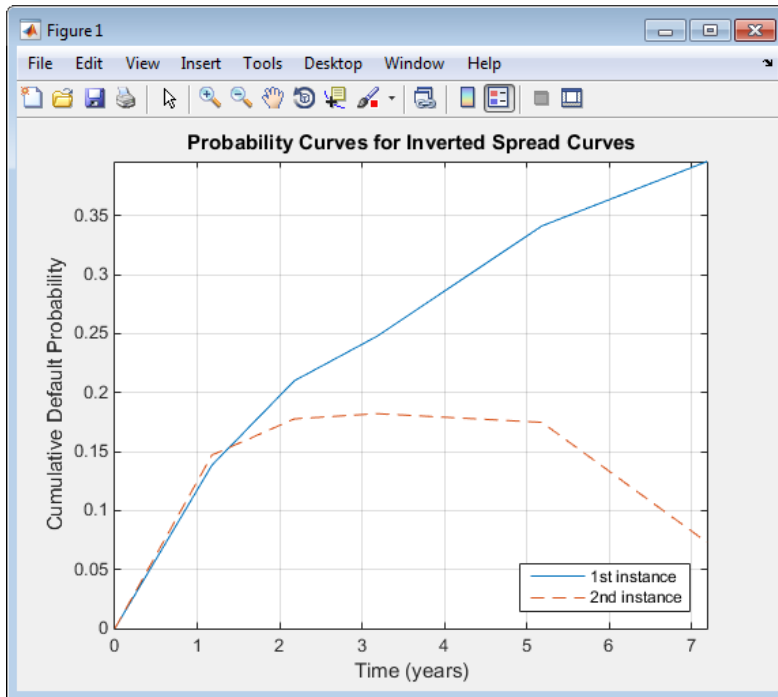 Figure 1
File Edit View Insert Tools Desktop Window Help
Probability Curves for Inverted Spread Curves
Cumulative Default Probability
0.35
0.3
0.25
0.2
0.15
0.1
0.05
0
0 1 2 3 4 5 6 7
Time (years)
1st instance
2nd instance